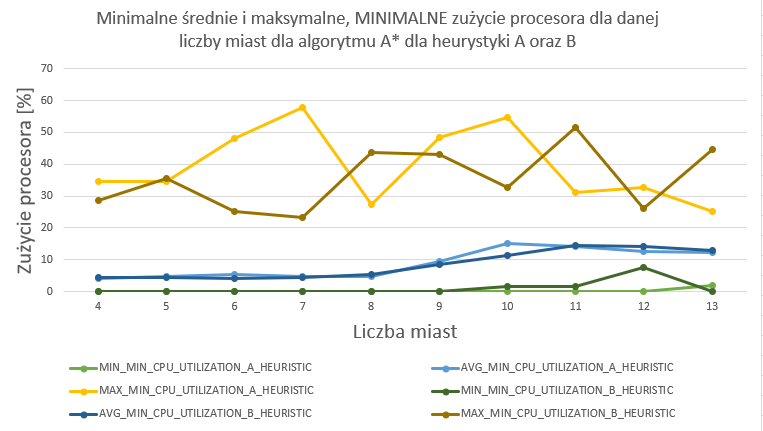 Minimalne średnie i maksymalne, MINIMALNE zużycie procesora dla danej
liczby miast dla algorytmu A* dla heurystyki A oraz B
Zużycie procesora [%]
70
60
50
40
30
20
10
0
4 5 6 7 8 9 10 11 12 13
Liczba miast
MIN_MIN_CPU_UTILIZATION_A_HEURISTIC AVG_MIN_CPU_UTILIZATION_A_HEURISTIC
MAX_MIN_CPU_UTILIZATION_A_HEURISTIC MIN_MIN_CPU_UTILIZATION_B_HEURISTIC
AVG_MIN_CPU_UTILIZATION_B_HEURISTIC MAX_MIN_CPU_UTILIZATION_B_HEURISTIC